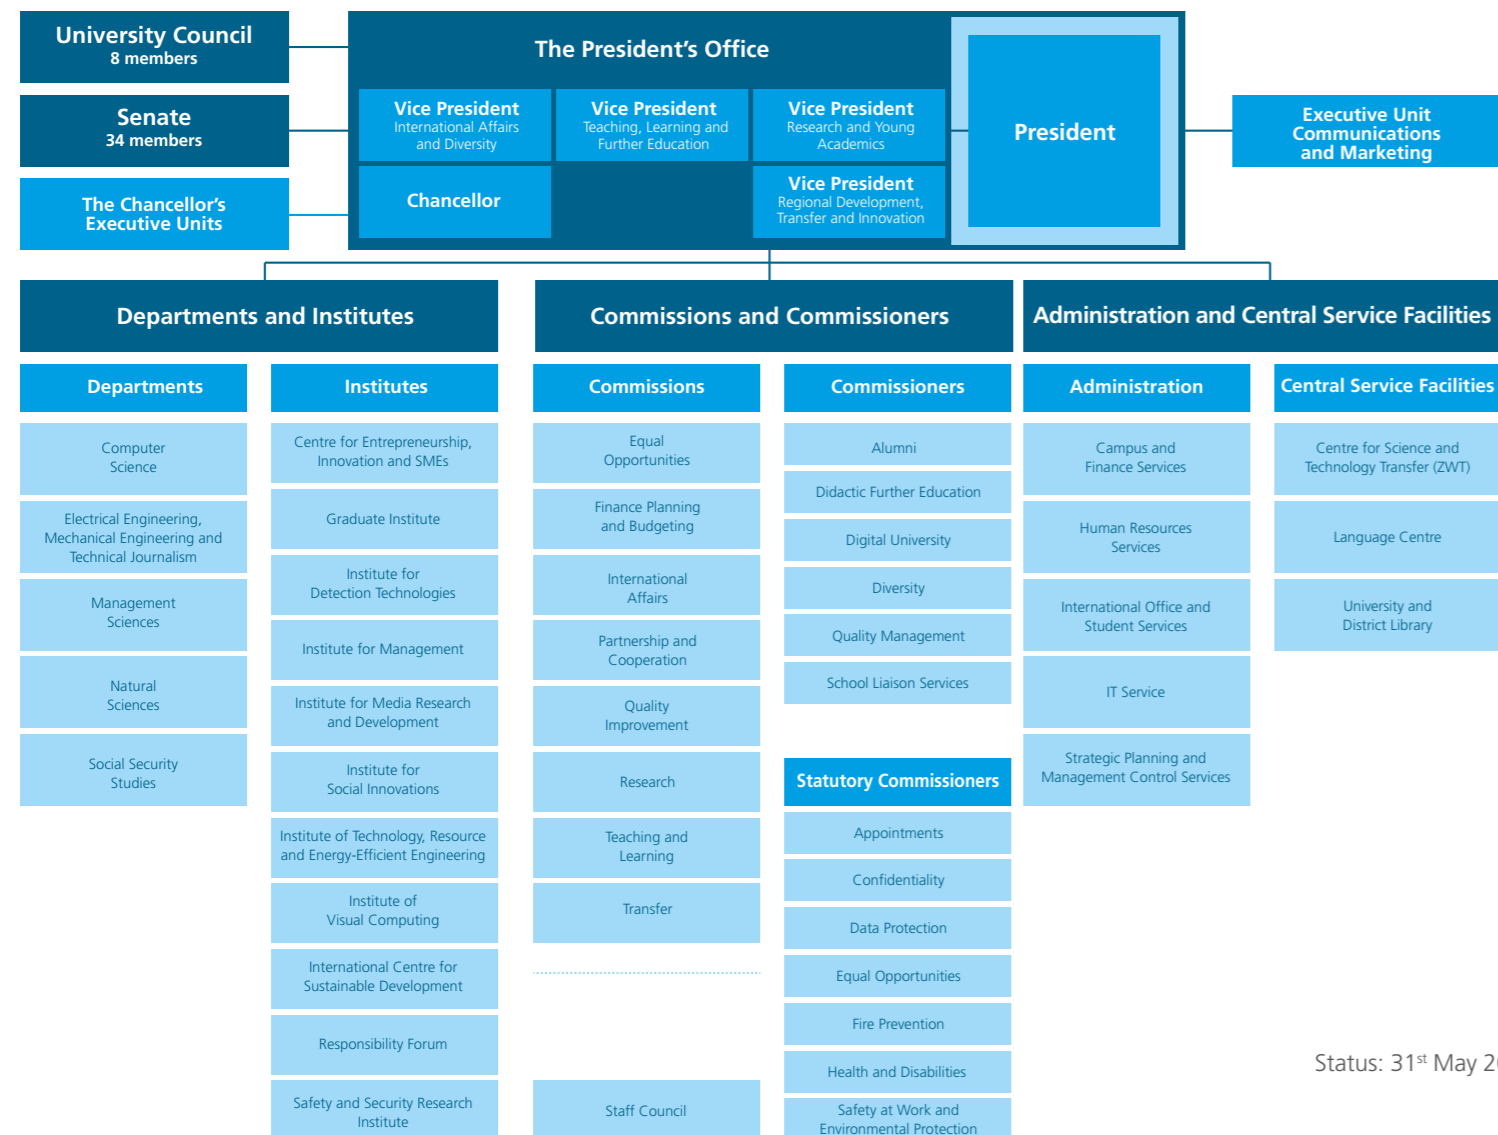 University Council
8 members
Senate
34 members
The Chancellor’s
Executive Units
The President’s Office
Vice President
International Affairs
and Diversity
Vice President
Teaching, Learning and
Further Education
Vice President
Research and Young
Academics
Chancellor
Vice President
Regional Development,
Transfer and Innovation
President
Executive Unit
Communications
and Marketing
Departments and Institutes
Departments
Computer
Science
Electrical Engineering,
Mechanical Engineering and
Technical Journalism
Management
Sciences
Natural
Sciences
Social Security
Studies
Institutes
Centre for Entrepreneurship,
Innovation and SMEs
Graduate Institute
Institute for
Detection Technologies
Institute for Management
Institute for Media Research
and Development
Institute for
Social Innovations
Institute of Technology, Resource
and Energy-Efficient Engineering
Institute of
Visual Computing
International Centre for
Sustainable Development
Responsibility Forum
Safety and Security Research
Institute
Commissions and Commissioners
Commissions
Equal
Opportunities
Finance Planning
and Budgeting
International
Affairs
Partnership and
Cooperation
Quality
Improvement
Research
Teaching and
Learning
Transfer
Staff Council
Commissioners
Alumni
Didactic Further Education
Digital University
Diversity
Quality Management
School Liaison Services
Statutory Commissioners
Appointments
Confidentiality
Data Protection
Equal Opportunities
Fire Prevention
Health and Disabilities
Safety at Work and
Environmental Protection
Administration and Central Service Facilities
Administration
Campus and
Finance Services
Human Resources
Services
International Office and
Student Services
IT Service
Strategic Planning and
Management Control Services
Central Service Facilities
Centre for Science and
Technology Transfer (ZWT)
Language Centre
University and
District Library
Status: 31st May